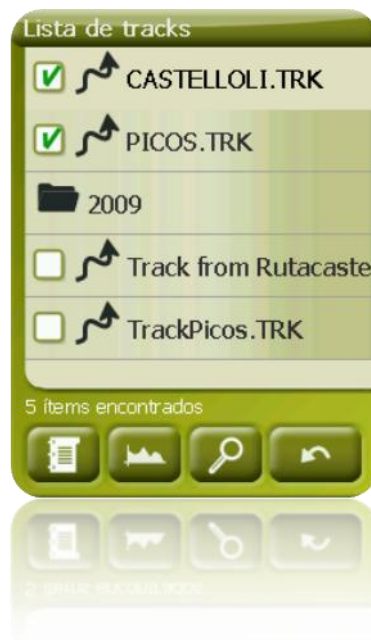 Lista de tracks
CASTELLOLI.TRK
PICOS.TRK
2009
Track from Rutacaste
TrackPicos.TRK
5 ítems encontrados